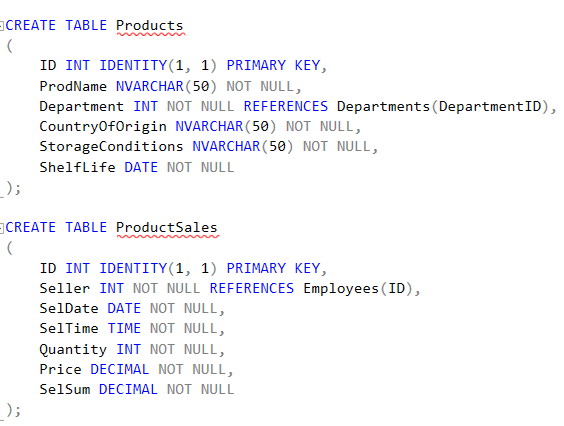 CREATE TABLE Products
(
ID INT IDENTITY(1, 1) PRIMARY KEY,
ProdName NVARCHAR(50) NOT NULL,
Department INT NOT NULL REFERENCES Departments(DepartmentID),
CountryOfOrigin NVARCHAR(50) NOT NULL,
StorageConditions NVARCHAR(50) NOT NULL,
ShelfLife DATE NOT NULL
);
CREATE TABLE ProductSales
(
ID INT IDENTITY(1, 1) PRIMARY KEY,
Seller INT NOT NULL REFERENCES Employees(ID),
SelDate DATE NOT NULL,
SelTime TIME NOT NULL,
Quantity INT NOT NULL,
Price DECIMAL NOT NULL,
SelSum DECIMAL NOT NULL
);